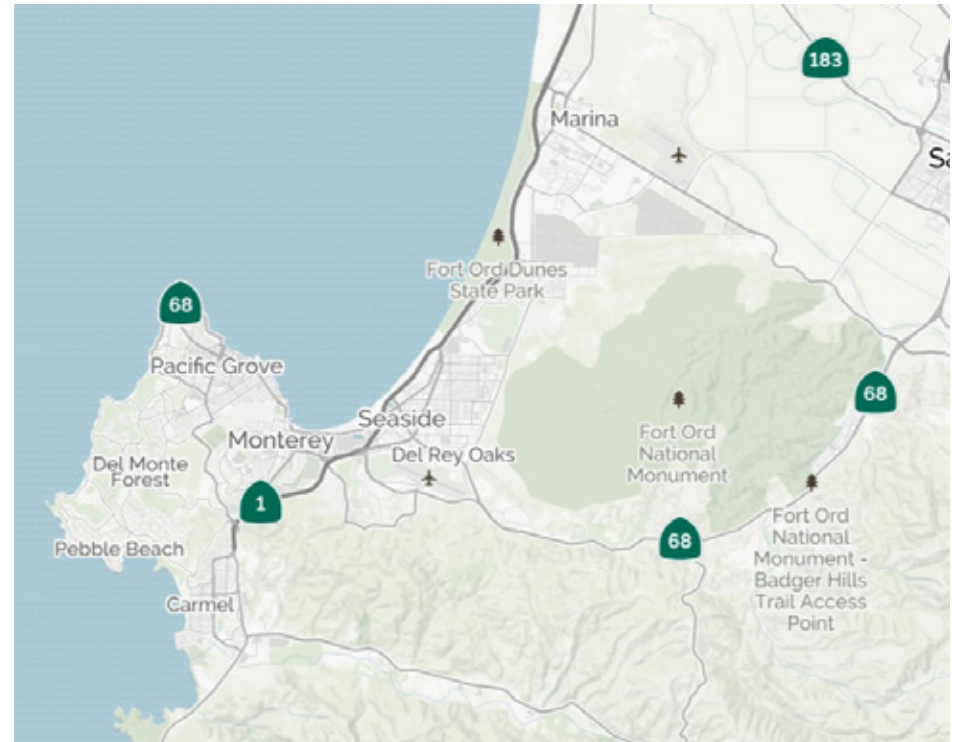 183
Marina
Fort Ord Dunes
State Park
68
Pacific Grove
68
Seaside
Monterey
Fort Ord
National
Monument
Del Rey Oaks
Del Monte
Forest
1
68
Fort Ord
National
Monument -
Badger Hills
Trail Access
Point
Pebble Beach
Carmel